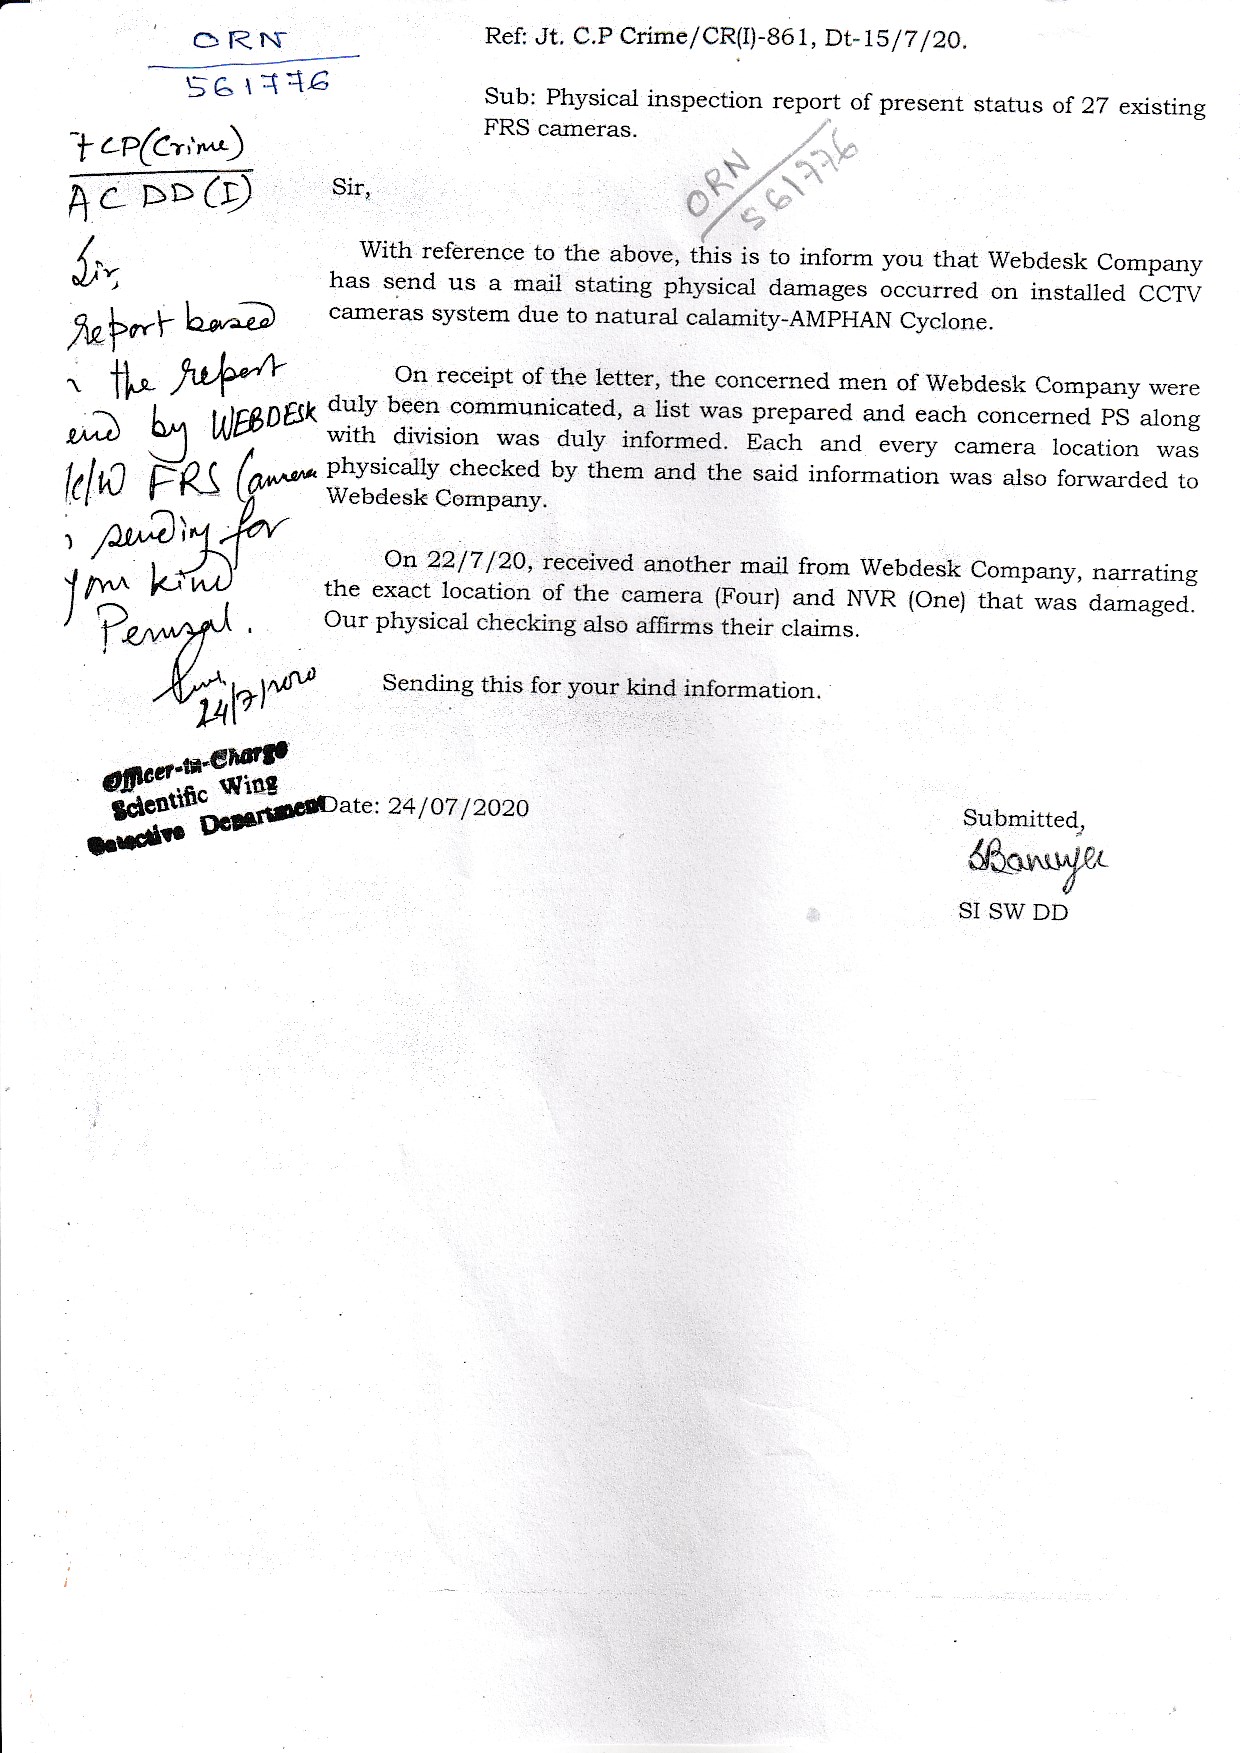 ORN
561776
Ref: Jt. C.P Crime/CR(I)-861, Dt-15/7/20.
Sub: Physical inspection report of present status of 27 existing
FRS cameras.
ORN
561776
CP(Crime)
AC DD (I)
Sir,
Report based
the report
by WEBDESK
FRS Camera
sending for
your kind
Perusal.
24/7/2020
Officer-in-Charge
Scientific Wing
Detective Department
Sir,
With reference to the above, this is to inform you that Webdesk Company
has send us a mail stating physical damages occurred on installed CCTV
cameras system due to natural calamity-AMPHAN Cyclone.
On receipt of the letter, the concerned men of Webdesk Company were
duly been communicated, a list was prepared and each concerned PS along
with division was duly informed. Each and every camera location was
physically checked by them and the said information was also forwarded to
Webdesk Company.
On 22/7/20, received another mail from Webdesk Company, narrating
the exact location of the camera (Four) and NVR (One) that was damaged.
Our physical checking also affirms their claims.
Sending this for your kind information.
Date: 24/07/2020
Submitted,
SBanerjee
SI SW DD